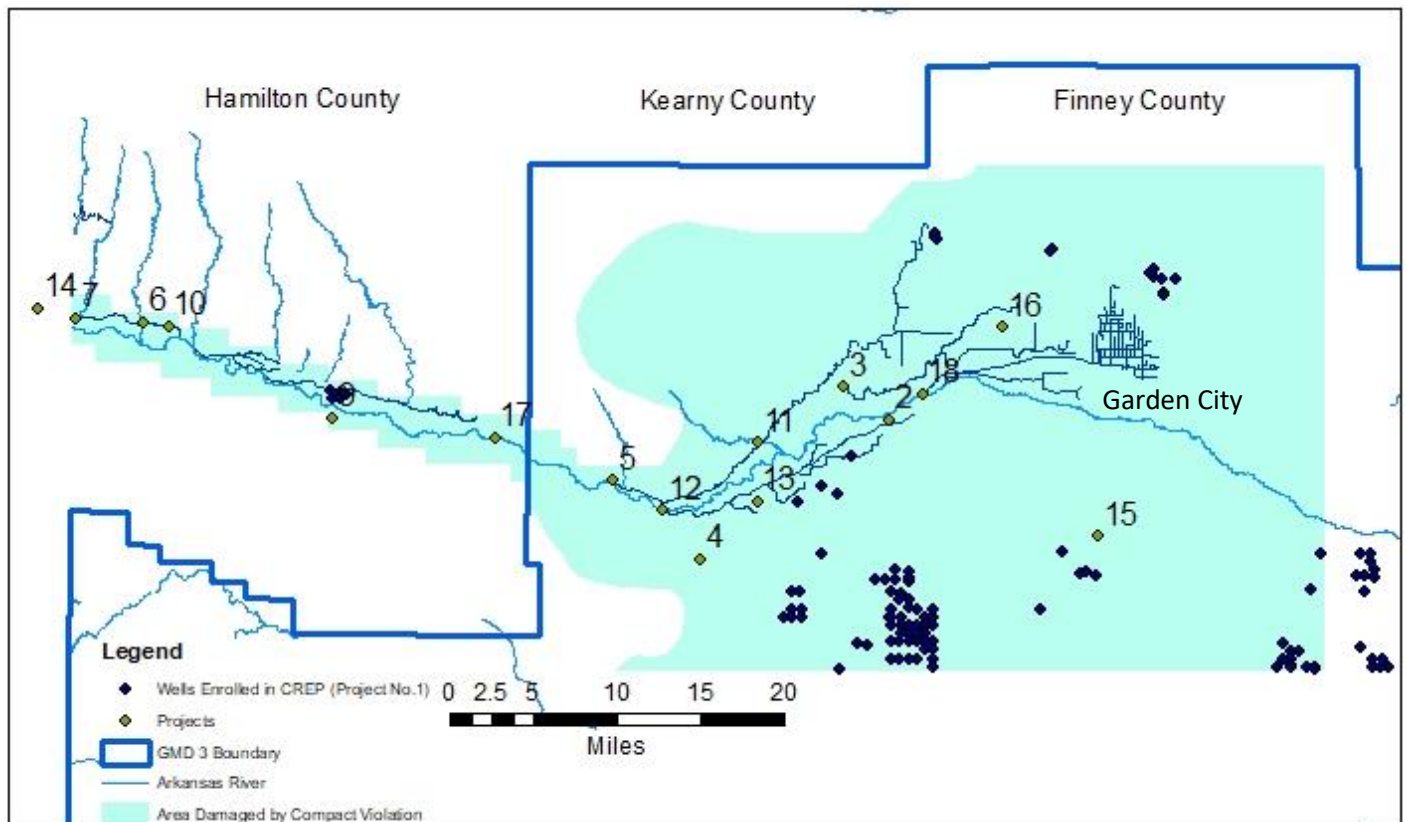 Hamilton County
Kearny County
Finney County
14
7
6
10
16
3
18
9
2
Garden City
17
11
5
12
13
15
4
Legend
Wells Enrolled in CREP (Project No.1)
Projects
GMD 3 Boundary
Arkansas River
Area Damaged by Compact Violation
0 2.5 5 10 15 20
Miles